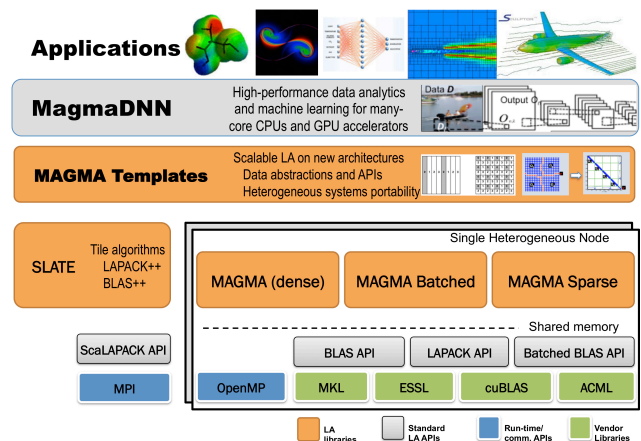 Applications
MagmaDNN
High-performance data analytics
and machine learning for many-
core CPUs and GPU accelerators
Data D
Output O
MAGMA Templates
Scalable LA on new architectures
Data abstractions and APIs
Heterogeneous systems portability
Single Heterogeneous Node
SLATE
Tile algorithms
LAPACK++
BLAS++
MAGMA (dense)
MAGMA Batched
MAGMA Sparse
Shared memory
ScaLAPACK API
BLAS API
LAPACK API
Batched BLAS API
MPI
OpenMP
MKL
ESSL
cuBLAS
ACML
LA
libraries
Standard
LA APIs
Run-time/
comm. APIs
Vendor
Libraries